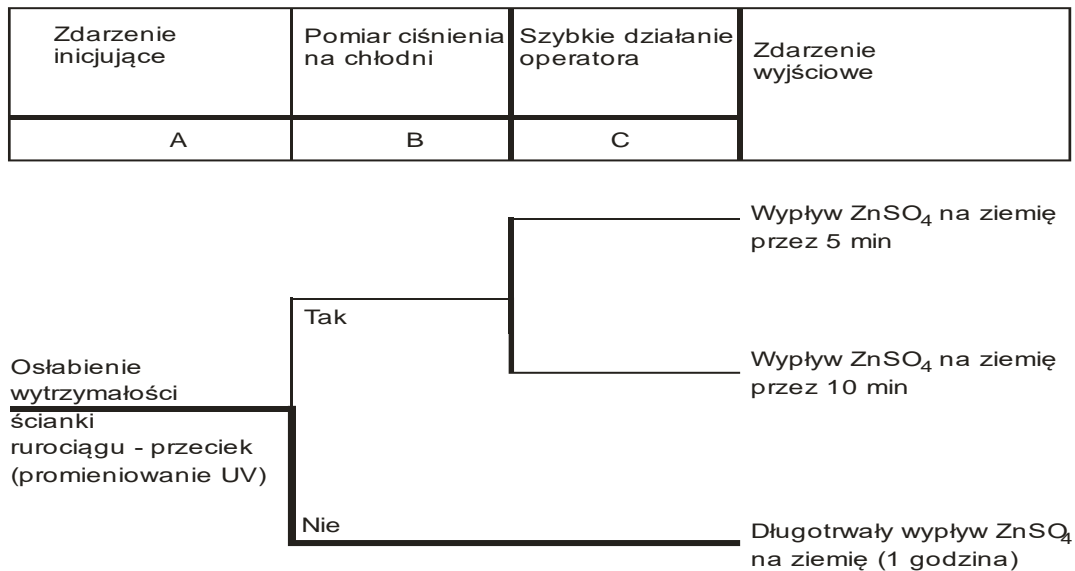 Zdarzenie
inicjujące
Pomiar ciśnienia
na chłodni
Szybkie działanie
operatora
Zdarzenie
wyjściowe
A
B
C
Wypływ ZnSO₄ na ziemię
przez 5 min
Tak
Wypływ ZnSO₄ na ziemię
przez 10 min
Osłabienie
wytrzymałości
ścianki
rurociągu - przeciek
(promieniowanie UV)
Nie
Długotrwały wypływ ZnSO₄
na ziemię (1 godzina)